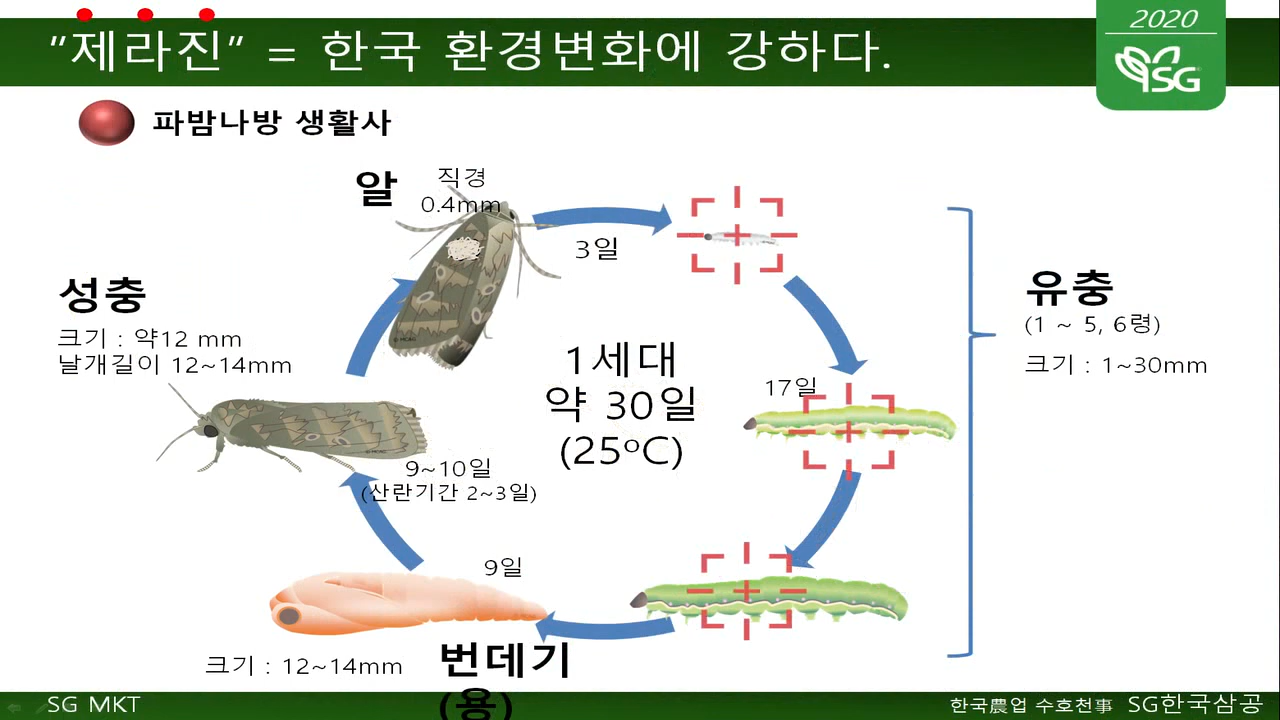 "제라진" = 한국 환경변화에 강하다.
2020
SG
파밤나방 생활사
알
직경
0.4mm
3일
성충
크기 : 약12 mm
날개길이 12~14mm
유충
(1 ~ 5, 6령)
크기 : 1~30mm
1세대
약 30일
(25ºC)
17일
9~10일
(산란기간 2~3일)
9일
크기 : 12~14mm
번데기
(용)
SG MKT
한국農업 수호천事 SG한국삼공